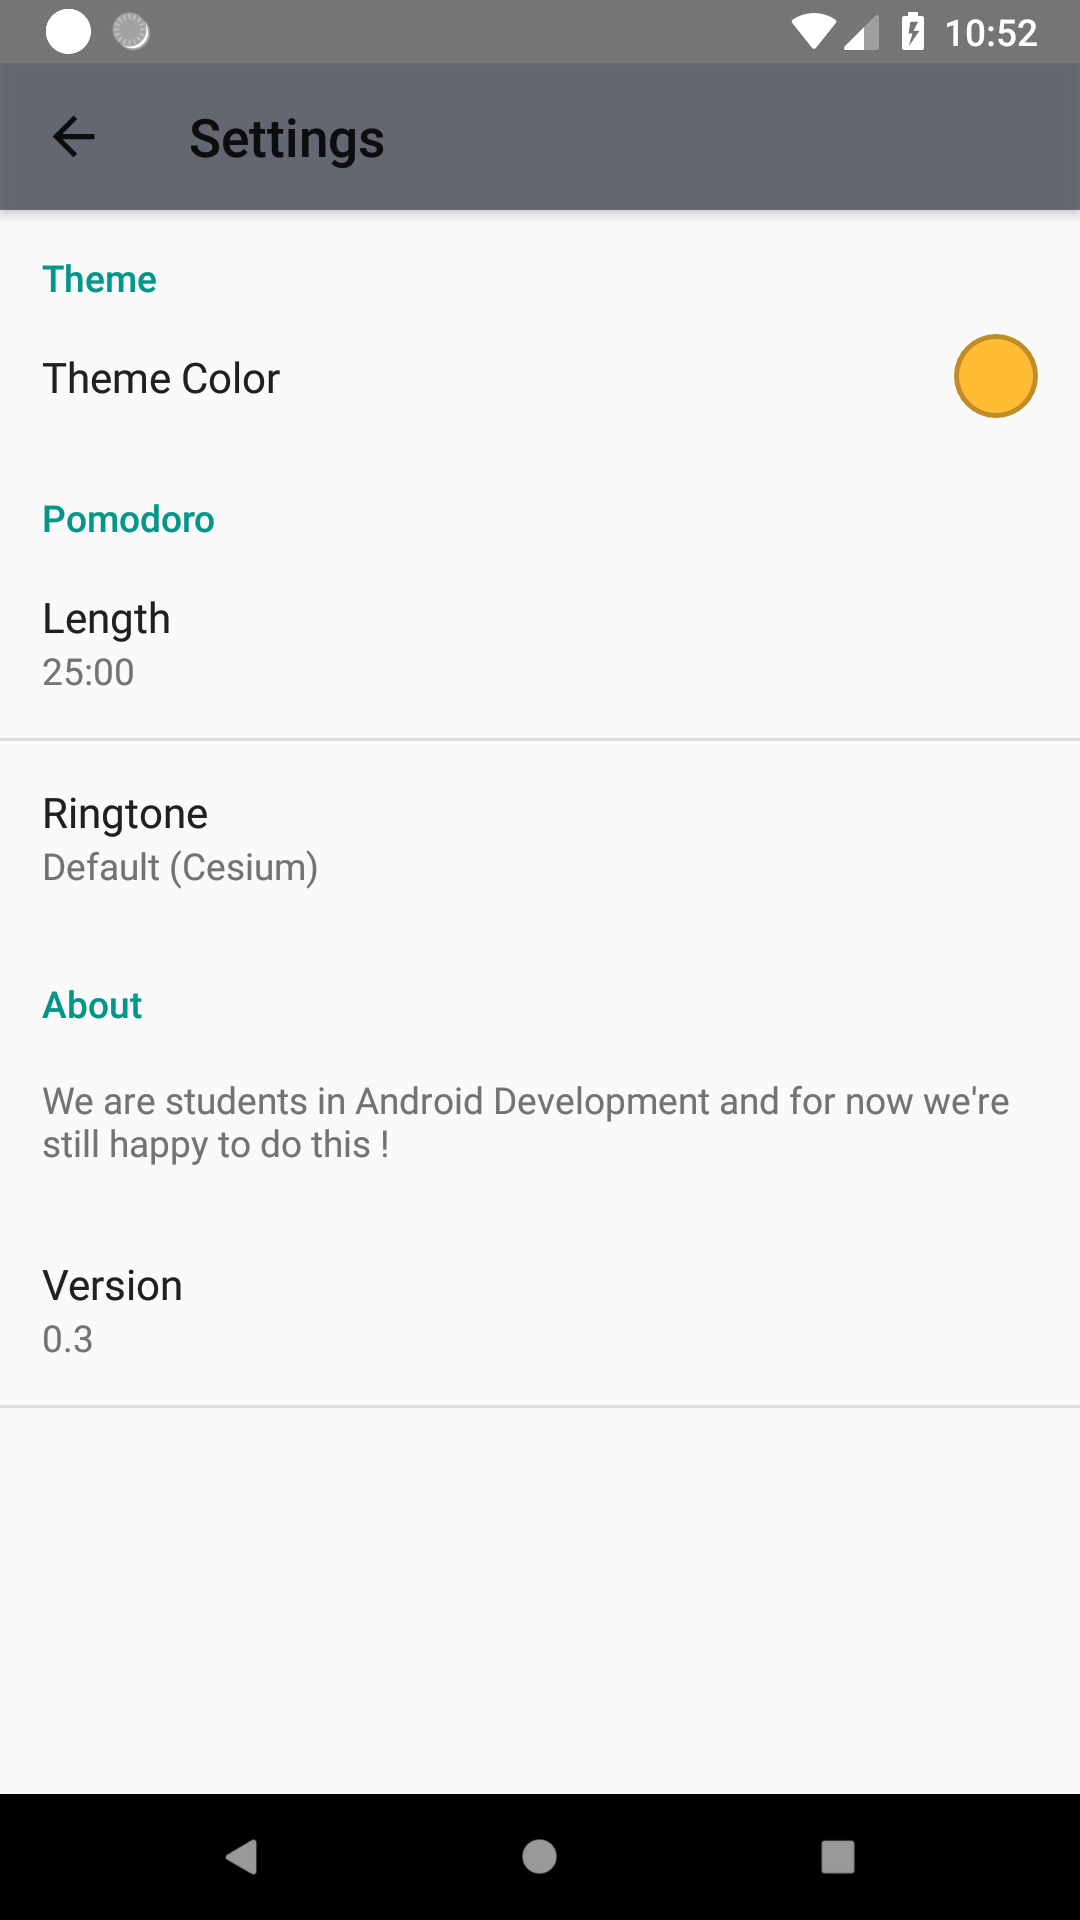 10:52
Settings
Theme
Theme Color
Pomodoro
Length
25:00
Ringtone
Default (Cesium)
About
We are students in Android Development and for now we're
still happy to do this !
Version
0.3